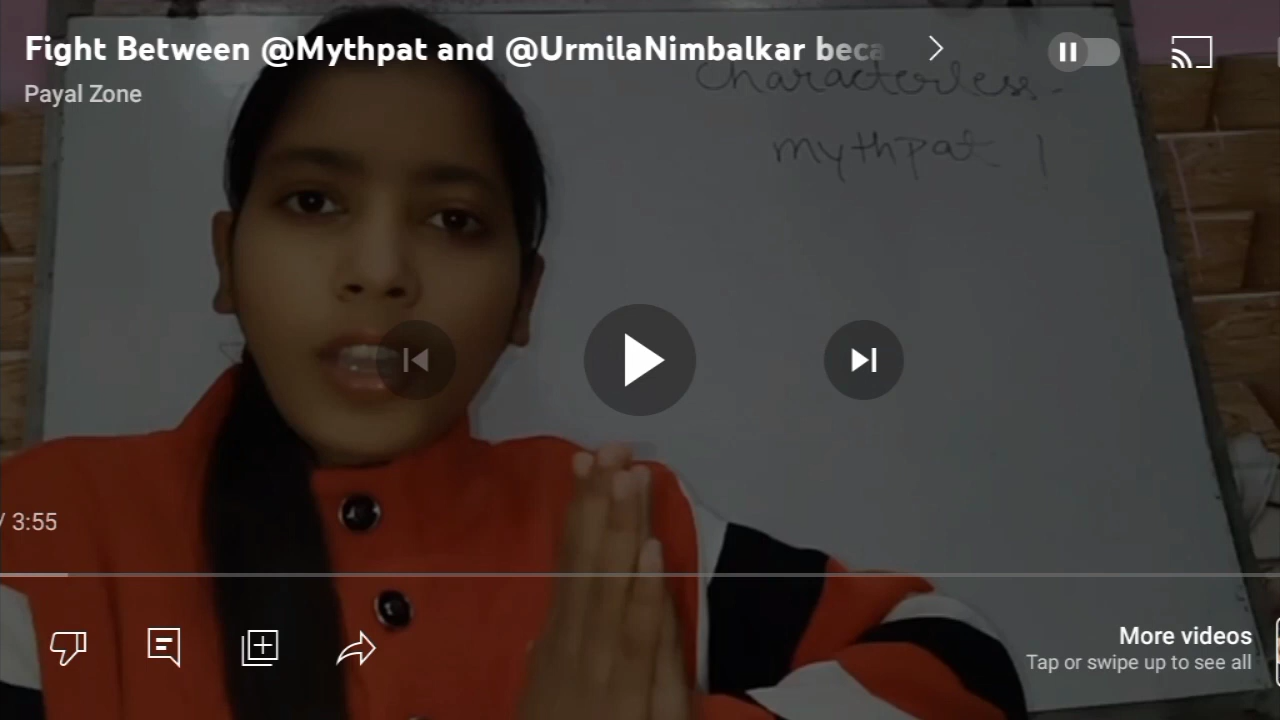 Fight Between @Mythpat and @UrmilaNimbalkar beca
Payal Zone
Characterless.
mythpat
/ 3:55
More videos
Tap or swipe up to see all